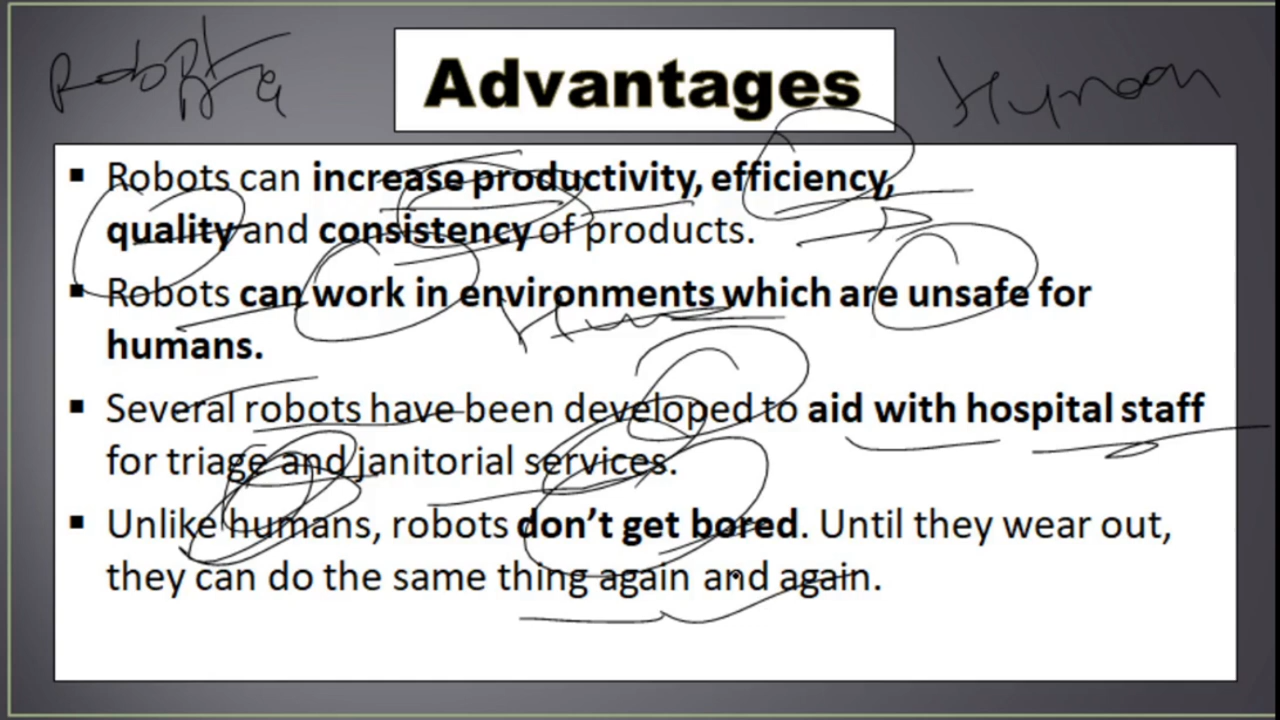 Advantages
Human
▪ Robots can increase productivity, efficiency,
quality and consistency of products.
▪ Robots can work in environments which are unsafe for
humans.
▪ Several robots have been developed to aid with hospital staff
for triage and janitorial services.
▪ Unlike humans, robots don’t get bored. Until they wear out,
they can do the same thing again and again.